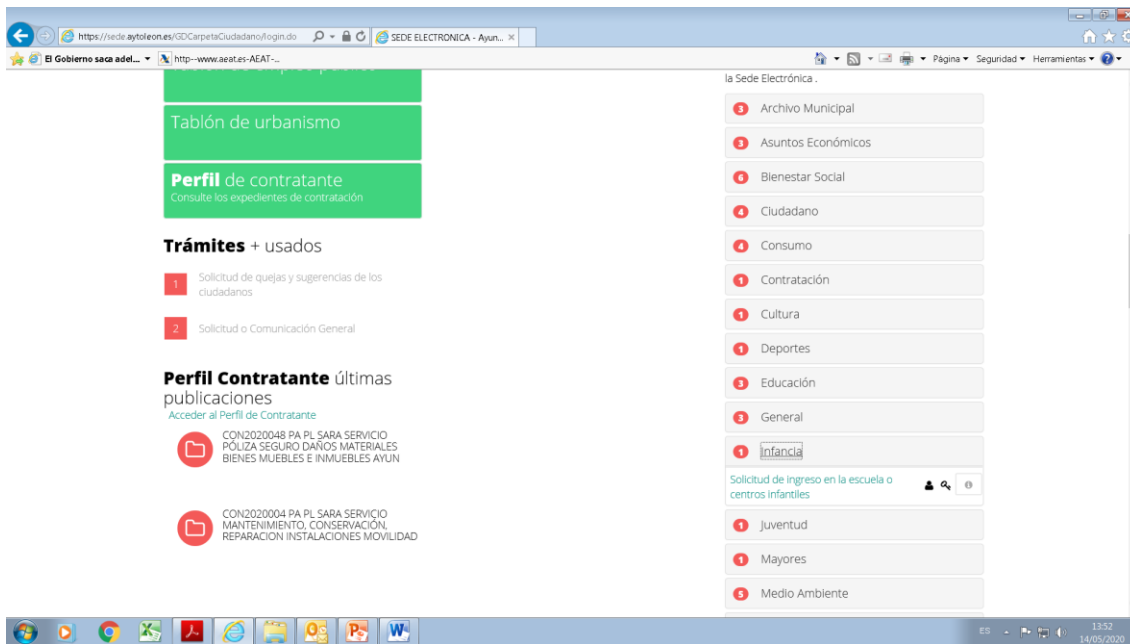 https://sede.aytoleon.es/GDCarpetaCiudadano/login.do
SEDE ELECTRONICA - Ayun...
El Gobierno saca adel...
http--www.aeat.es-AEAT-...
Página
Seguridad
Herramientas
Tablón de urbanismo
Perfil de contratante
Consulte los expedientes de contratación
Trámites + usados
1 Solicitud de quejas y sugerencias de los
ciudadanos
2 Solicitud o Comunicación General
Perfil Contratante últimas
publicaciones
Acceder al Perfil de Contratante
CON2020048 PA PL SARA SERVICIO
PÓLIZA SEGURO DAÑOS MATERIALES
BIENES MUEBLES E INMUEBLES AYUN
CON2020004 PA PL SARA SERVICIO
MANTENIMIENTO, CONSERVACIÓN,
REPARACION INSTALACIONES MOVILIDAD
la Sede Electrónica .
3 Archivo Municipal
3 Asuntos Económicos
6 Bienestar Social
4 Ciudadano
4 Consumo
1 Contratación
1 Cultura
1 Deportes
3 Educación
3 General
1 Infancia
Solicitud de ingreso en la escuela o
centros infantiles
1 Juventud
1 Mayores
5 Medio Ambiente
ES
13:52
14/05/2020